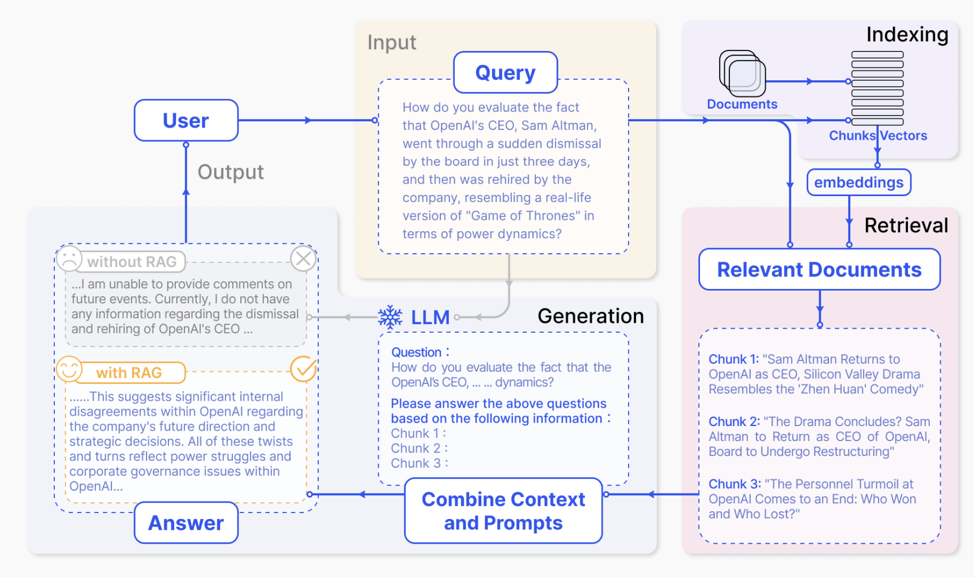 Input
Query
How do you evaluate the fact
that OpenAI's CEO, Sam Altman,
went through a sudden dismissal
by the board in just three days,
and then was rehired by the
company, resembling a real-life
version of "Game of Thrones" in
terms of power dynamics?
Indexing
Documents
Chunks Vectors
embeddings
User
Output
Retrieval
Relevant Documents
Chunk 1: "Sam Altman Returns to
OpenAI as CEO, Silicon Valley Drama
Resembles the 'Zhen Huan' Comedy"
Chunk 2: "The Drama Concludes? Sam
Altman to Return as CEO of OpenAI,
Board to Undergo Restructuring"
Chunk 3: "The Personnel Turmoil at
OpenAI Comes to an End: Who Won
and Who Lost?"
LLM
Generation
Question :
How do you evaluate the fact that the
OpenAI's CEO, ... ... dynamics?
Please answer the above questions
based on the following information :
Chunk 1 :
Chunk 2 :
Chunk 3 :
Combine Context
and Prompts
without RAG
...I am unable to provide comments on
future events. Currently, I do not have
any information regarding the dismissal
and rehiring of OpenAI's CEO ...
with RAG
......This suggests significant internal
disagreements within OpenAI regarding
the company's future direction and
strategic decisions. All of these twists
and turns reflect power struggles and
corporate governance issues within
OpenAI...
Answer